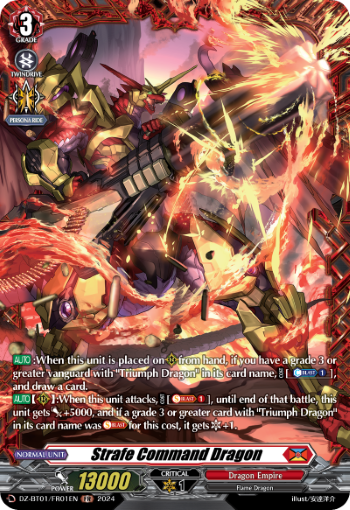 3
GRADE
TWINDRIVE
PERSONA RIDE
AUTO:When this unit is placed on from hand, if you have a grade 3 or
greater vanguard with "Triumph Dragon" in its card name, [BLAST 1],
and draw a card.
AUTO【】:When this unit attacks, [BLAST 1], until end of that battle, this
unit gets +5000, and if a grade 3 or greater card with "Triumph Dragon"
in its card name was BLAST for this cost, it gets +1.
NORMAL UNIT
Strafe Command Dragon
POWER 13000
CRITICAL
1
Dragon Empire
Flame Dragon
DZ-BT01/FR01EN FR 2024
illust/安達洋介